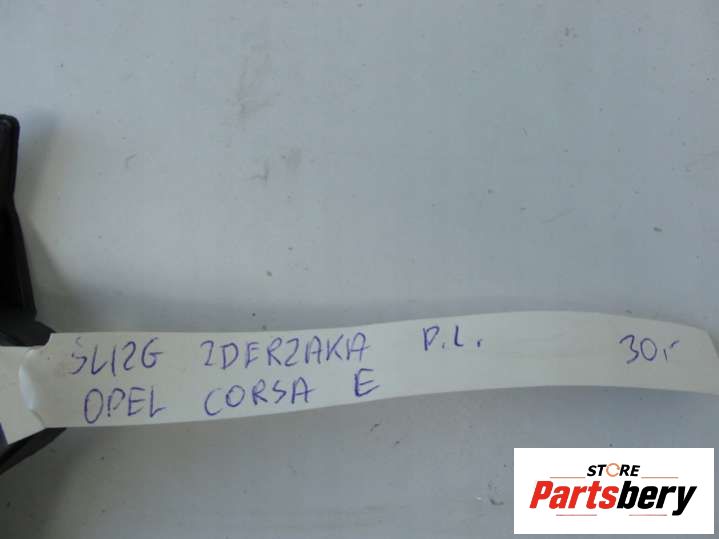 ŚLIZG ZDERZAKA P.L. 30,-
OPEL CORSA E
STORE
Partsbery